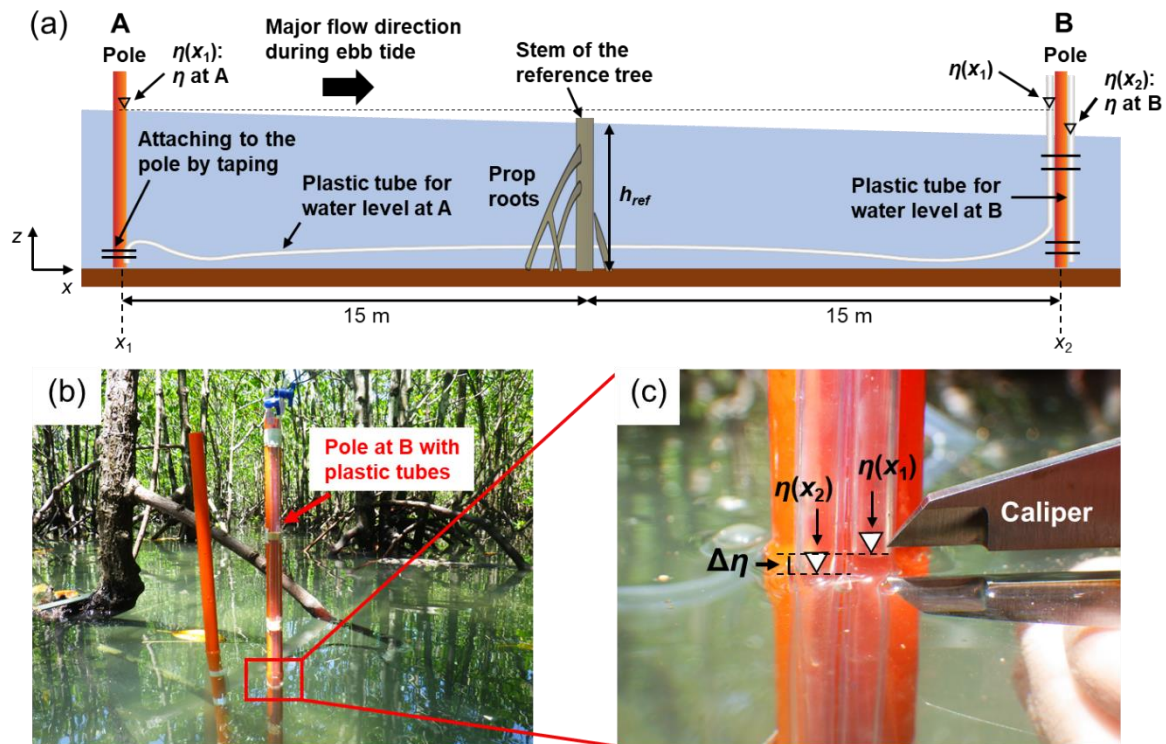 (a)
A
Pole
η(x1):
η at A
Major flow direction
during ebb tide
Stem of the
reference tree
η(x1)
B
Pole
η(x2):
η at B
Attaching to the
pole by taping
Plastic tube for
water level at A
Prop
roots
href
Plastic tube for
water level at B
z
x
15 m
15 m
x1
x2
(b)
Pole at B with
plastic tubes
(c)
η(x2)
η(x1)
Δη
Caliper